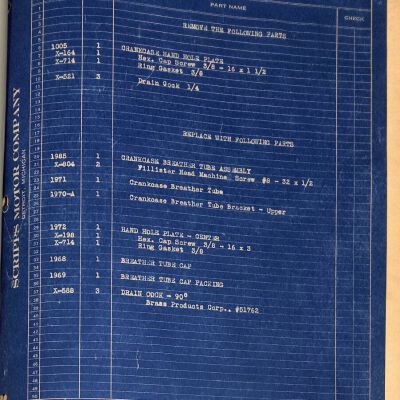 PART NAME
CHECK
REMOVE THE FOLLOWING PARTS
1005 1 CRANKCASE HAND HOLE PLATE
X-164 1 Hex. Cap Screw 3/8 - 16 x 1 1/2
X-714 1 Ring Gasket 3/8
X-521 3 Drain Cock 1/4
REPLACE WITH FOLLOWING PARTS
1985 1 CRANKCASE BREATHER TUBE ASSEMBLY
X-804 2 Fillister Head Machine Screw #8 - 32 x 1/2
1971 1 Crankcase Breather Tube
1970-A 1 Crankcase Breather Tube Bracket - Upper
1972 1 HAND HOLE PLATE - CENTER
X-198 1 Hex. Cap Screw 3/8 - 16 x 3
X-714 1 Ring Gasket 3/8
1968 1 BREATHER TUBE CAP
1969 1 BREATHER TUBE CAP PACKING
X-588 3 DRAIN COCK - 90°
Brass Products Corp., #51762
SCRIPPS MOTOR COMPANY
DETROIT, MICHIGAN